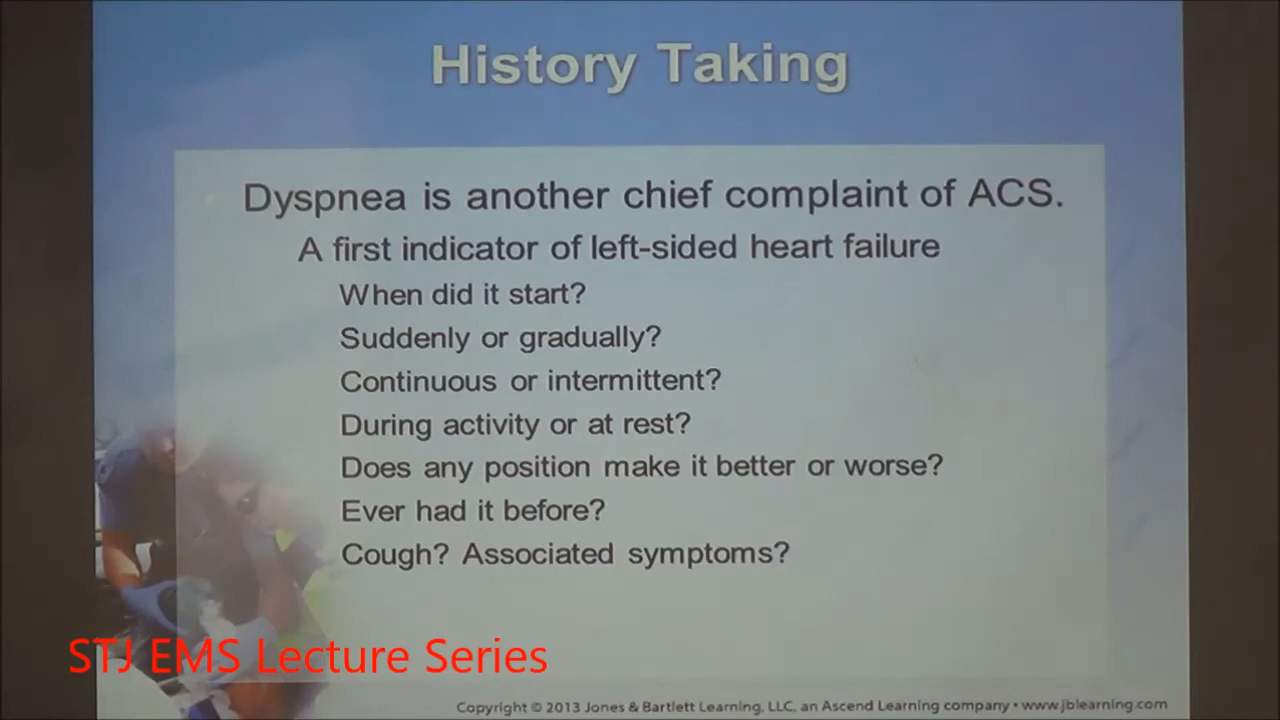 History Taking
Dyspnea is another chief complaint of ACS.
A first indicator of left-sided heart failure
When did it start?
Suddenly or gradually?
Continuous or intermittent?
During activity or at rest?
Does any position make it better or worse?
Ever had it before?
Cough? Associated symptoms?
STJ EMS Lecture Series
Copyright © 2013 Jones & Bartlett Learning, LLC, an Ascend Learning company • www.jblearning.com